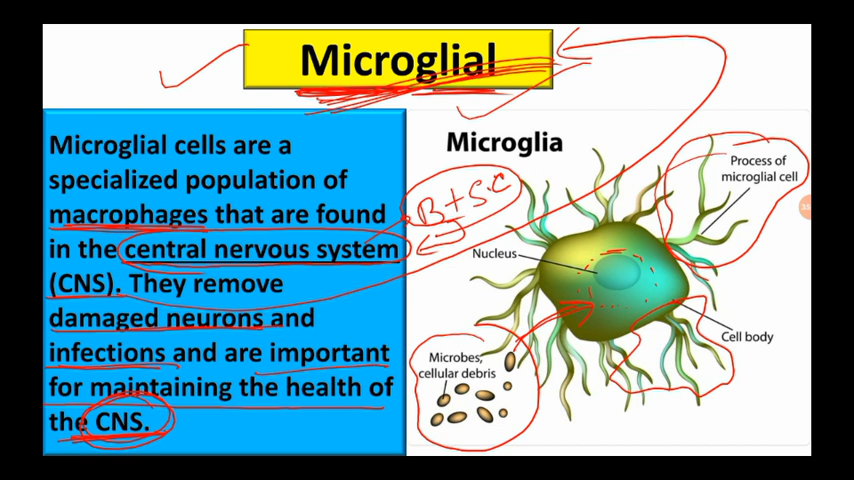 Microglial
Microglial cells are a
specialized population of
macrophages that are found
in the central nervous system
(CNS). They remove
damaged neurons and
infections and are important
for maintaining the health of
the CNS.
B+S.C
Microglia
Process of
microglial cell
Nucleus
Cell body
Microbes,
cellular debris